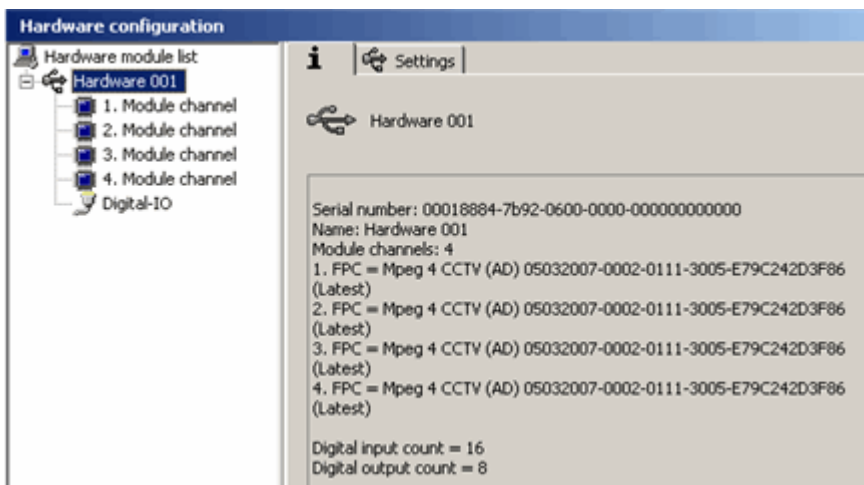 Hardware configuration
Hardware module list
Hardware 001
1. Module channel
2. Module channel
3. Module channel
4. Module channel
Digital-IO
i
Settings
Hardware 001
Serial number: 00018884-7b92-0600-0000-000000000000
Name: Hardware 001
Module channels: 4
1. FPC = Mpeg 4 CCTV (AD) 05032007-0002-0111-3005-E79C242D3F86
(Latest)
2. FPC = Mpeg 4 CCTV (AD) 05032007-0002-0111-3005-E79C242D3F86
(Latest)
3. FPC = Mpeg 4 CCTV (AD) 05032007-0002-0111-3005-E79C242D3F86
(Latest)
4. FPC = Mpeg 4 CCTV (AD) 05032007-0002-0111-3005-E79C242D3F86
(Latest)
Digital input count = 16
Digital output count = 8